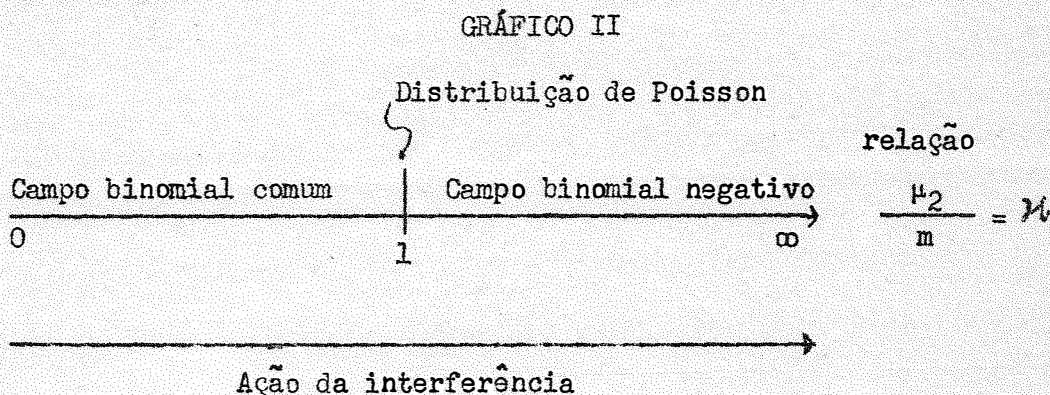 GRÁFICO II
Distribuição de Poisson
relação
Campo binomial comum Campo binomial negativo
μ2 / m = ϰ
0 1 ∞
Ação da interferência